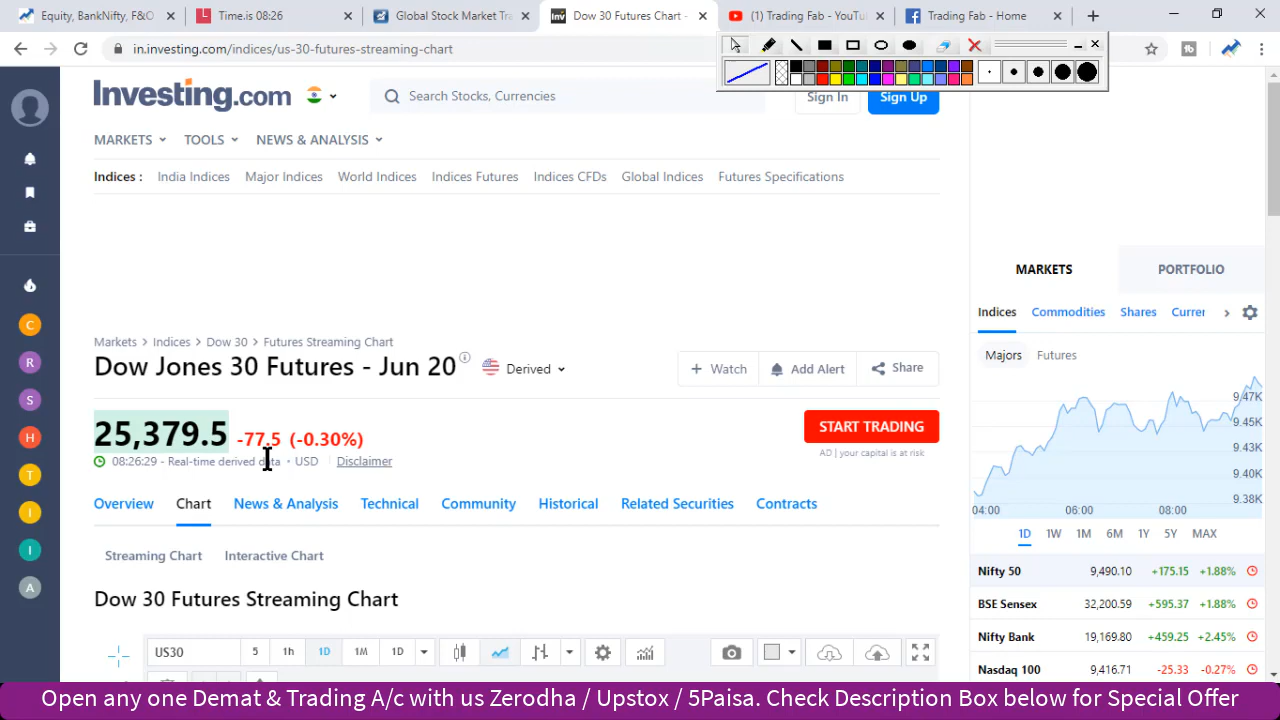 Equity, BankNifty, F&O
Time.is 08:26
Global Stock Market Tr
Dow 30 Futures Streaming Chart -
(1) Trading Fab - YouTu
Trading Fab - Home
in.investing.com/indices/us-30-futures-streaming-chart
Investing.com
Search Stocks, Currencies
Sign In
Sign Up
MARKETS
TOOLS
NEWS & ANALYSIS
Indices :
India Indices
Major Indices
World Indices
Indices Futures
Indices CFDs
Global Indices
Futures Specifications
Markets > Indices > Dow 30 > Futures Streaming Chart
Dow Jones 30 Futures - Jun 20
Derived
+ Watch
Add Alert
Share
25,379.5 -77.5 (-0.30%)
START TRADING
AD | your capital is at risk
08:26:29 - Real-time derived data • USD
Disclaimer
Overview
Chart
News & Analysis
Technical
Community
Historical
Related Securities
Contracts
Streaming Chart
Interactive Chart
Dow 30 Futures Streaming Chart
US30
5
1h
1D
1M
1D
MARKETS
PORTFOLIO
Indices
Commodities
Shares
Currer
Majors
Futures
9.47K
9.45K
9.43K
9.40K
9.38K
04:00
06:00
08:00
1D
1W
1M
6M
1Y
5Y
MAX
Nifty 50 9,490.10 +175.15 +1.88%
BSE Sensex 32,200.59 +595.37 +1.88%
Nifty Bank 19,169.80 +459.25 +2.45%
Nasdaq 100 9,416.71 -25.33 -0.27%
C
R
S
H
T
I
I
A
Open any one Demat & Trading A/c with us Zerodha / Upstox / 5Paisa. Check Description Box below for Special Offer